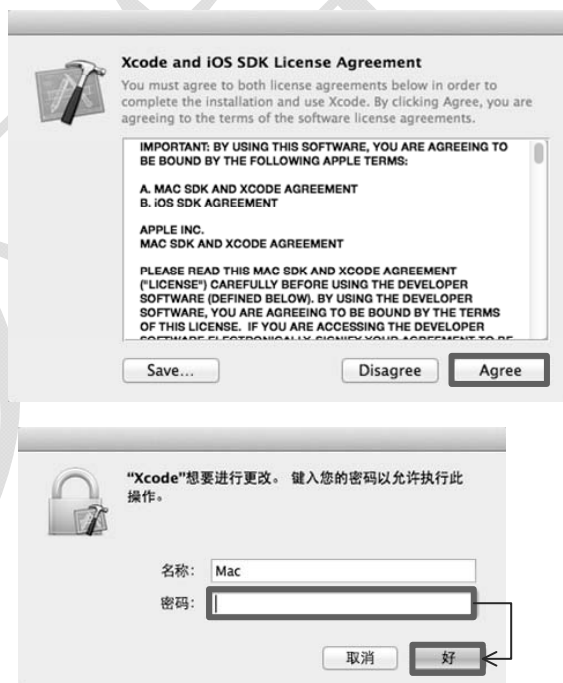 Xcode and iOS SDK License Agreement
You must agree to both license agreements below in order to
complete the installation and use Xcode. By clicking Agree, you are
agreeing to the terms of the software license agreements.
IMPORTANT: BY USING THIS SOFTWARE, YOU ARE AGREEING TO
BE BOUND BY THE FOLLOWING APPLE TERMS:
A. MAC SDK AND XCODE AGREEMENT
B. iOS SDK AGREEMENT
APPLE INC.
MAC SDK AND XCODE AGREEMENT
PLEASE READ THIS MAC SDK AND XCODE AGREEMENT
("LICENSE") CAREFULLY BEFORE USING THE DEVELOPER
SOFTWARE (DEFINED BELOW). BY USING THE DEVELOPER
SOFTWARE, YOU ARE AGREEING TO BE BOUND BY THE TERMS
OF THIS LICENSE. IF YOU ARE ACCESSING THE DEVELOPER
SOFTWARE ELECTRONICALLY, SIGNIFY YOUR AGREEMENT TO BE
Save... Disagree Agree
“Xcode”想要进行更改。 键入您的密码以允许执行此
操作。
名称: Mac
密码:
取消 好